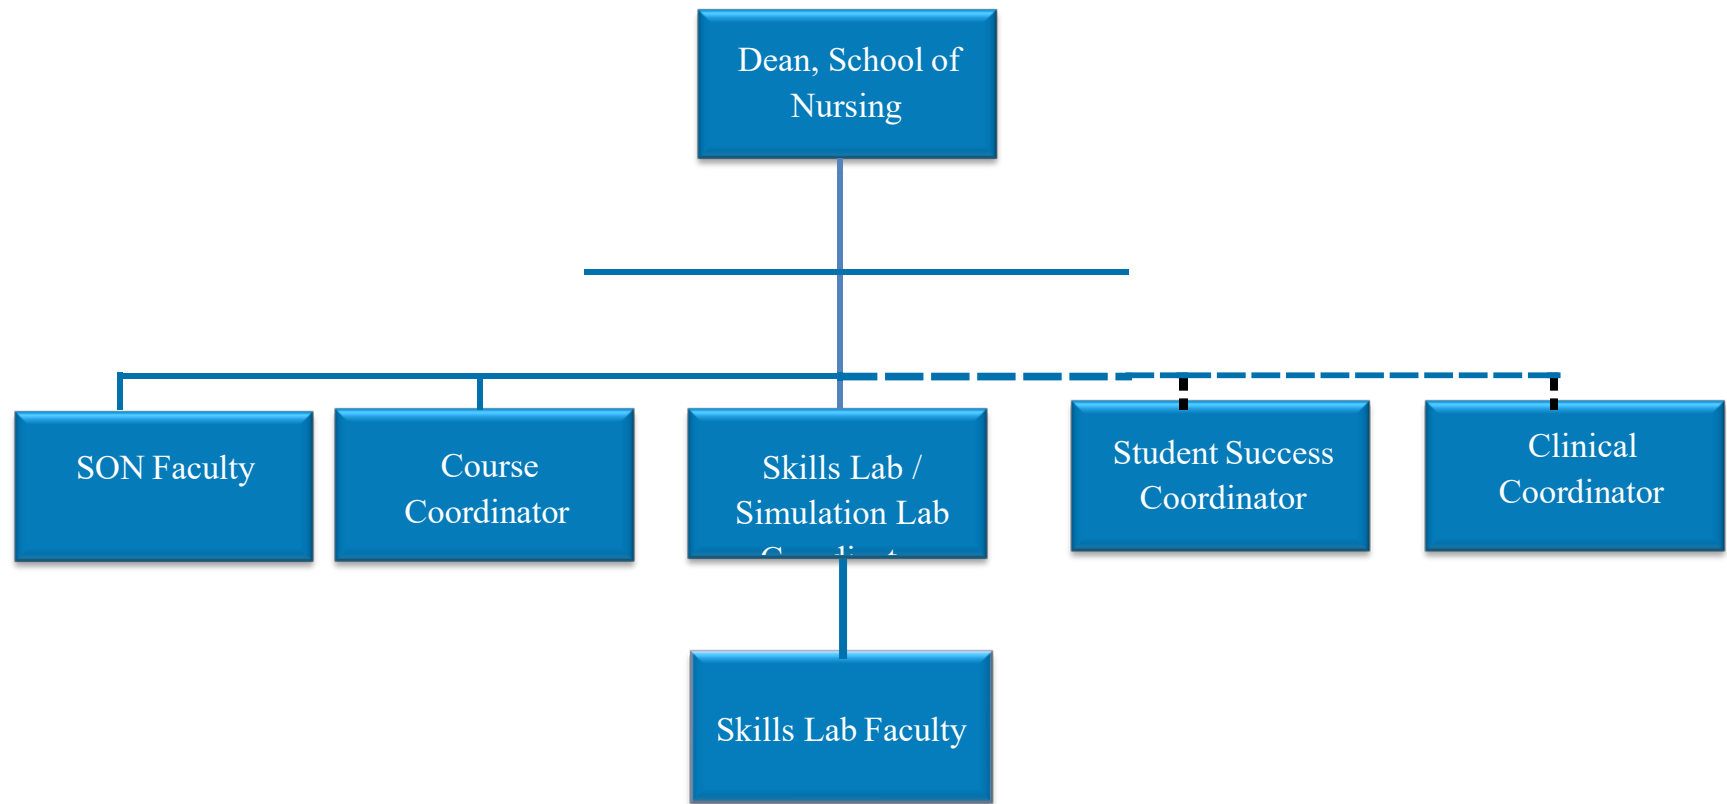 Dean, School of
Nursing
SON Faculty
Course
Coordinator
Skills Lab /
Simulation Lab
Student Success
Coordinator
Clinical
Coordinator
Skills Lab Faculty